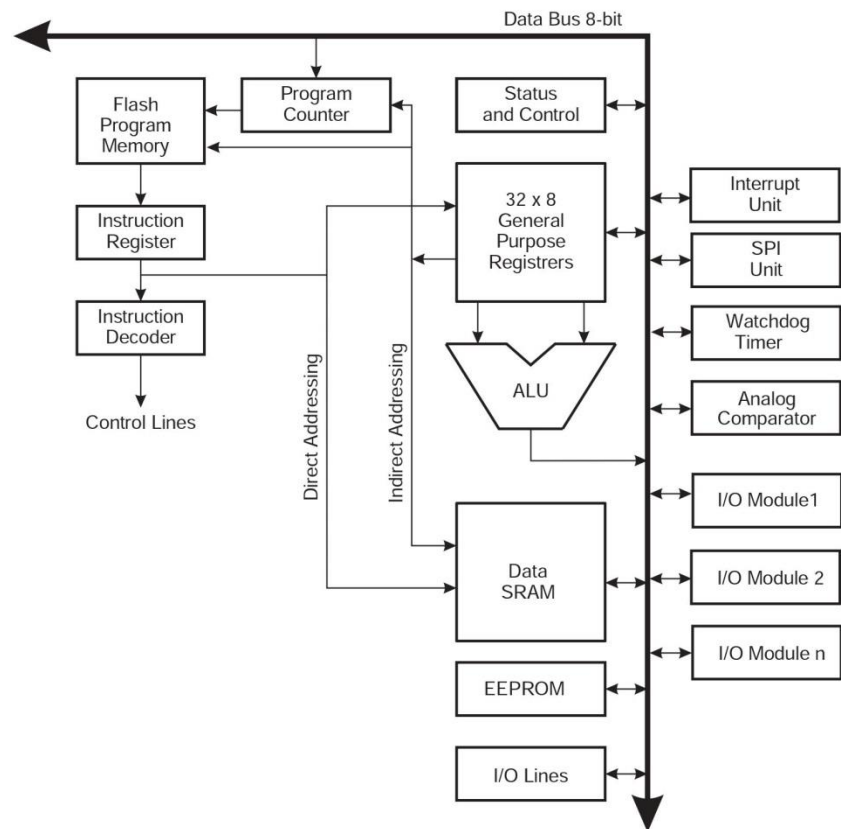 Data Bus 8-bit
Flash
Program
Memory
Program
Counter
Status
and Control
32 x 8
General
Purpose
Registrers
Interrupt
Unit
Instruction
Register
SPI
Unit
Instruction
Decoder
Watchdog
Timer
Control Lines
Direct Addressing
Indirect Addressing
ALU
Analog
Comparator
I/O Module1
Data
SRAM
I/O Module 2
I/O Module n
EEPROM
I/O Lines